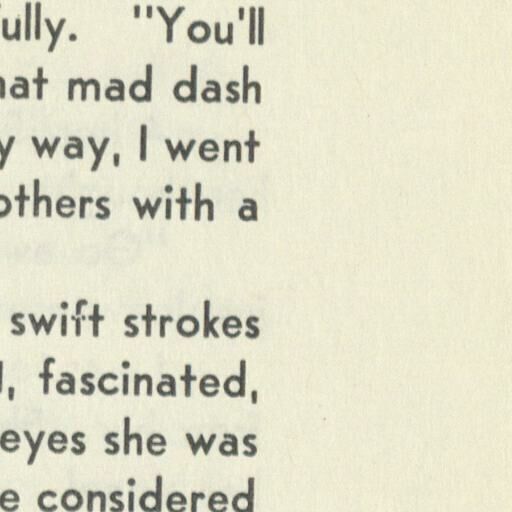 ully. "You'll
hat mad dash
y way, I went
others with a
swift strokes
l, fascinated,
eyes she was
e considered